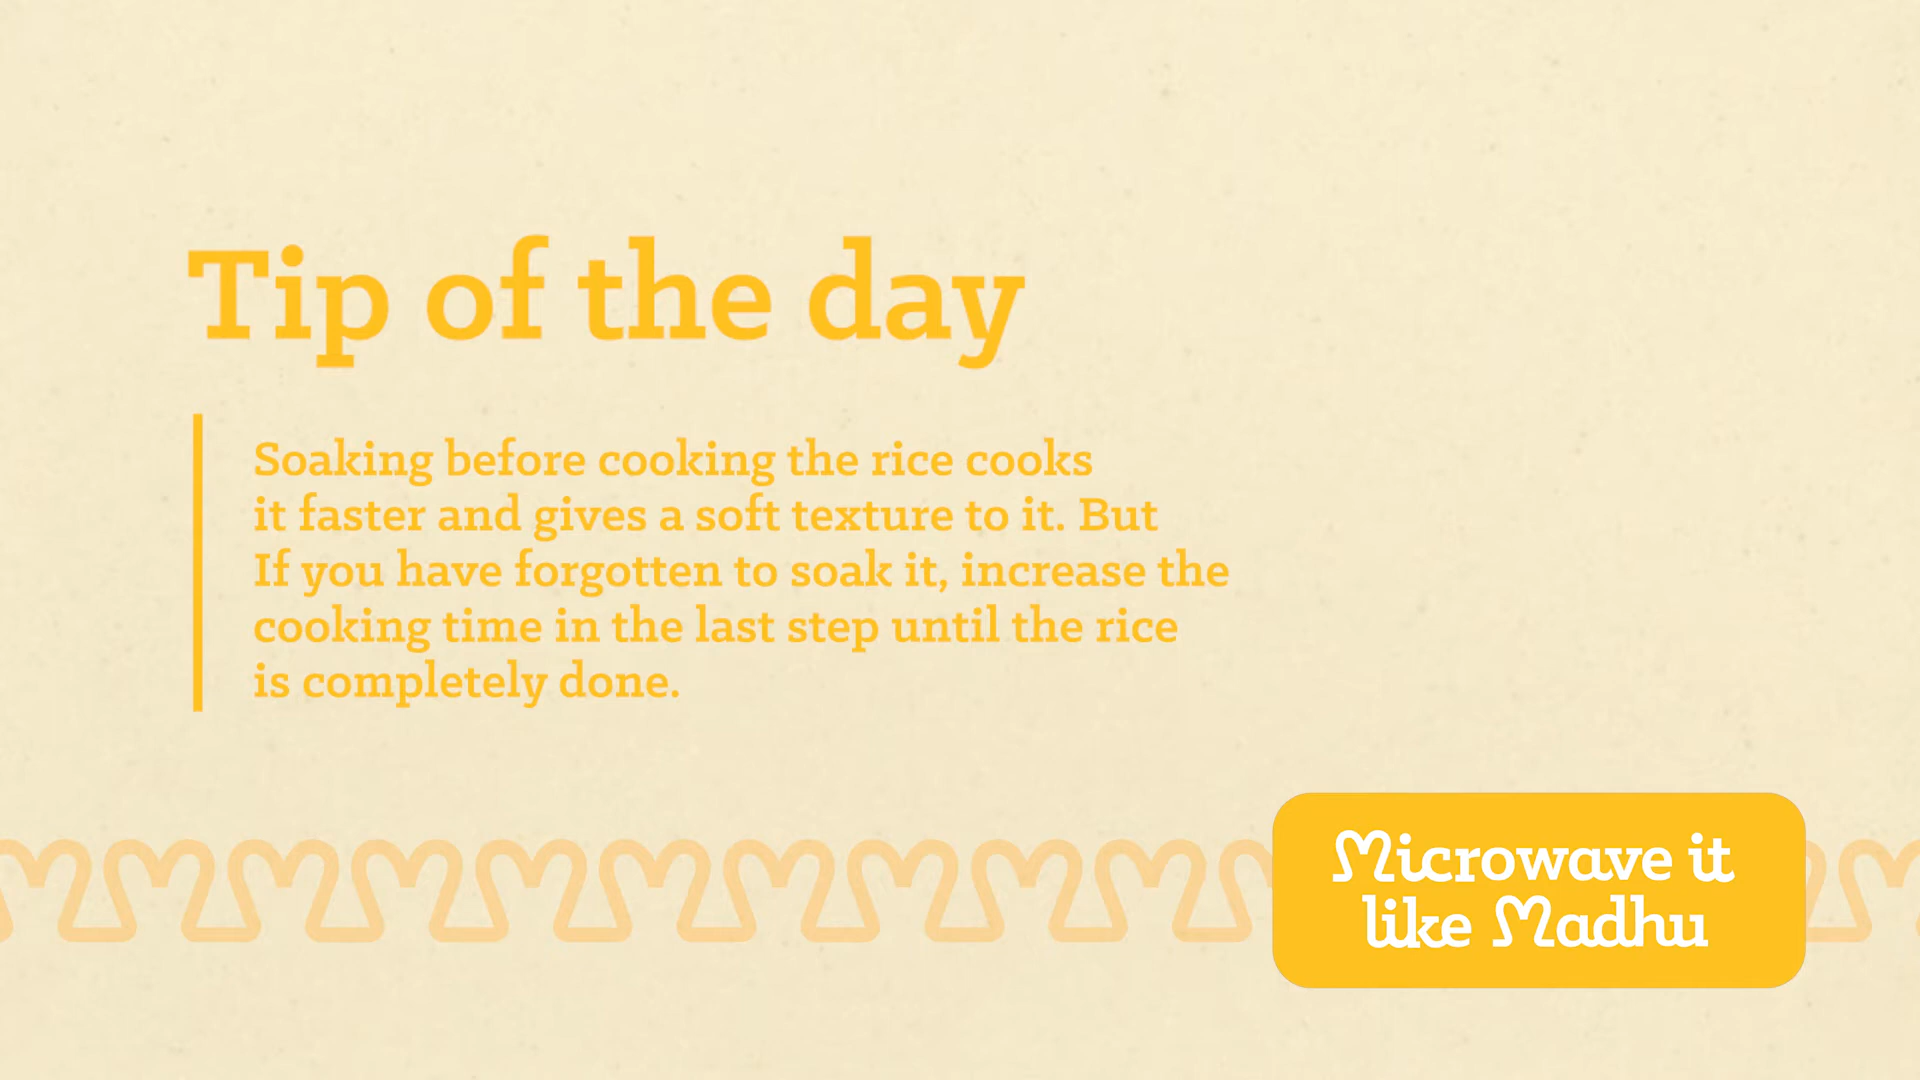 Tip of the day
Soaking before cooking the rice cooks
it faster and gives a soft texture to it. But
If you have forgotten to soak it, increase the
cooking time in the last step until the rice
is completely done.
Microwave it
like Madhu